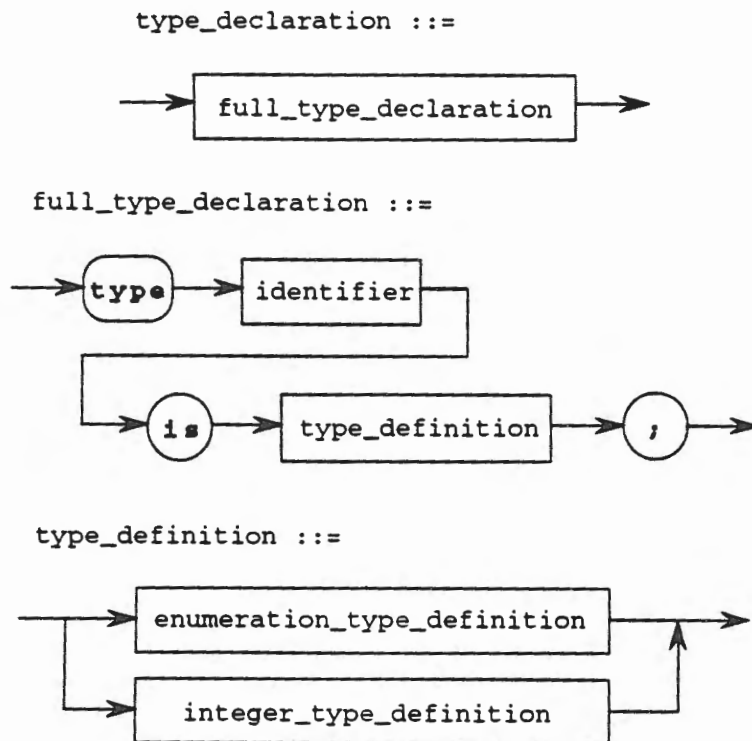 type_declaration ::=
full_type_declaration
full_type_declaration ::=
type identifier
is type_definition ;
type_definition ::=
enumeration_type_definition
integer_type_definition